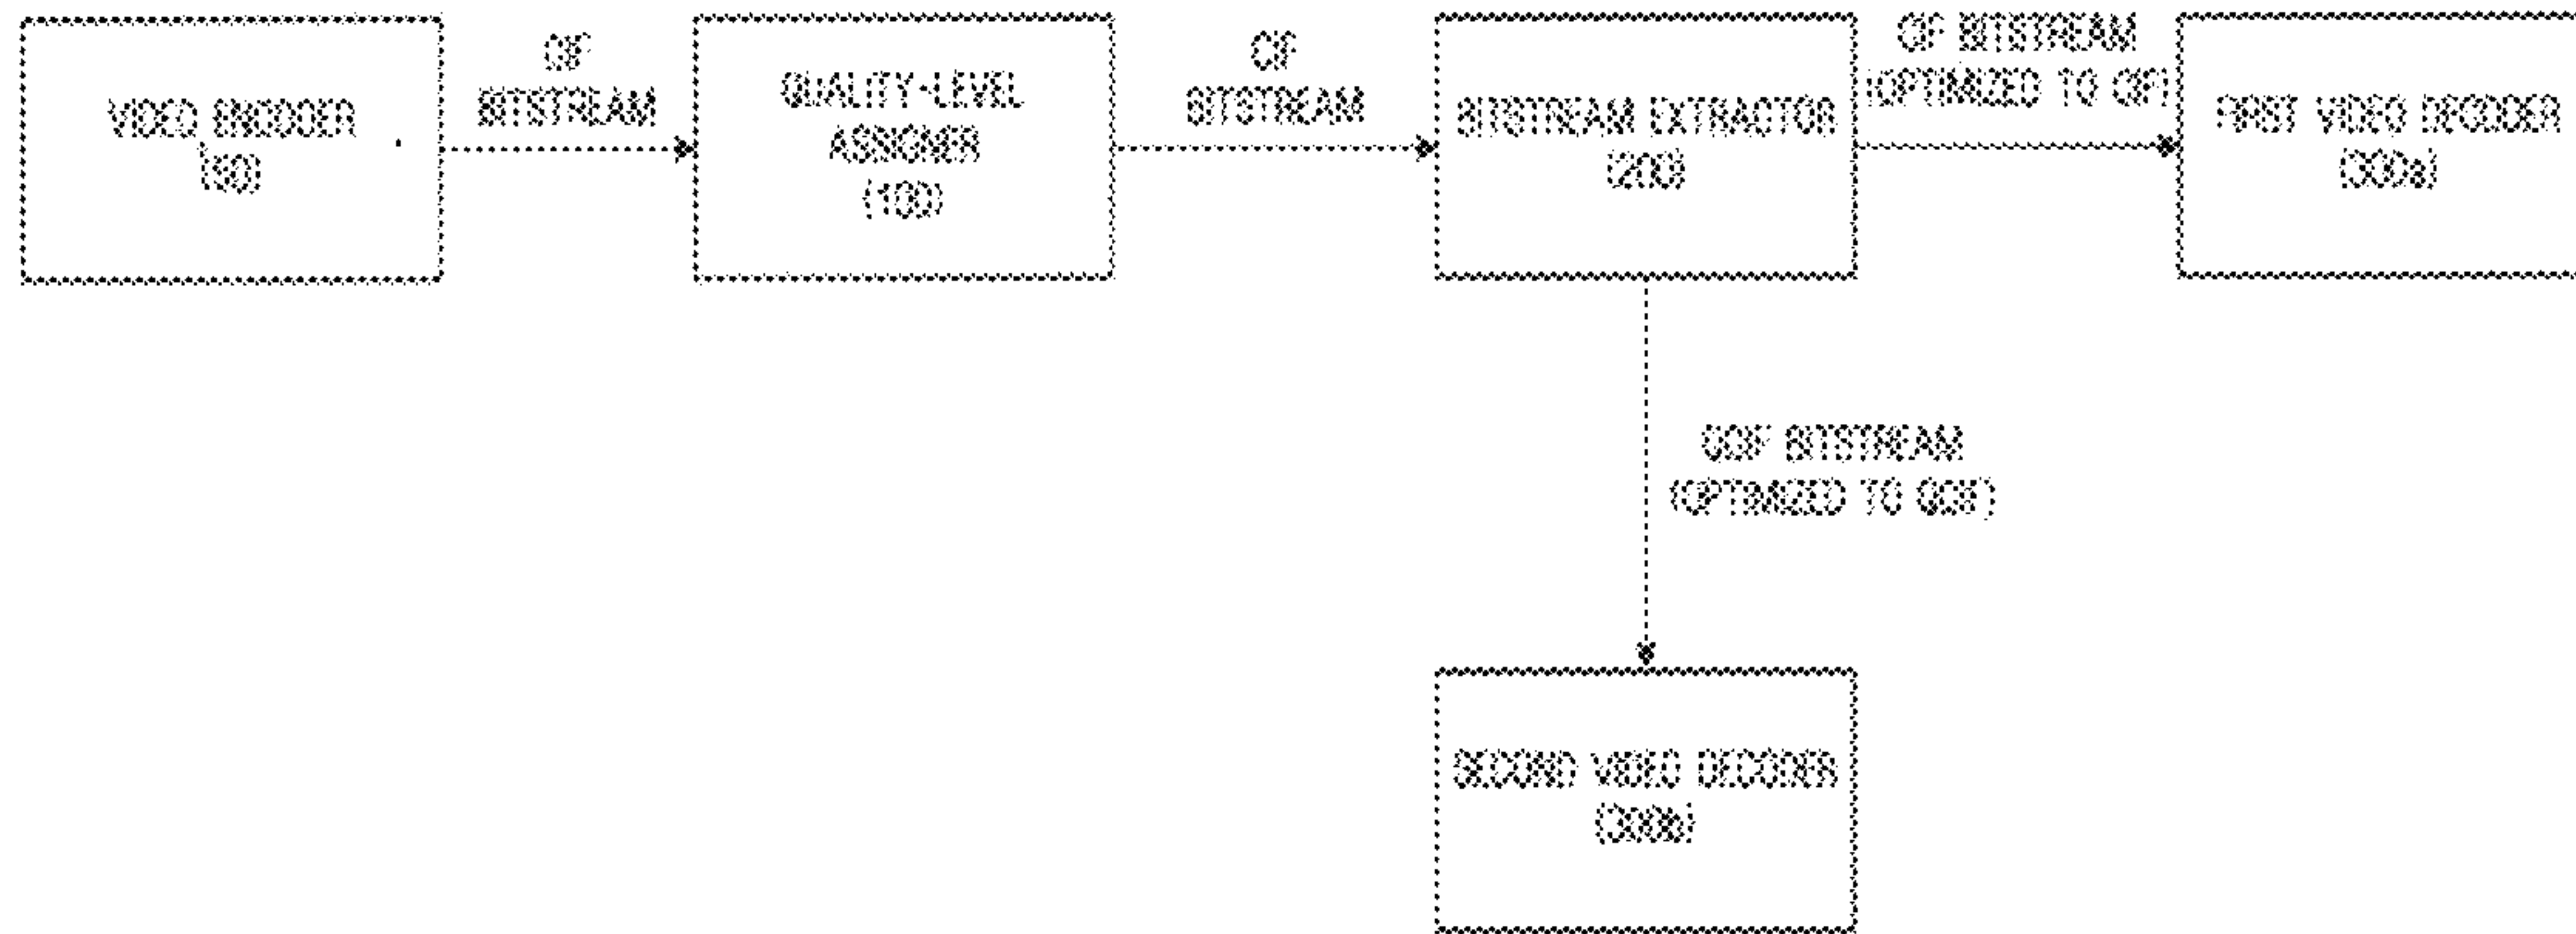 VIDEO ENCODER
(50)
CIF
BITSTREAM
QUALITY-LEVEL
ASSIGNER
(100)
CIF
BITSTREAM
BITSTREAM EXTRACTOR
(200)
CIF BITSTREAM
(OPTIMIZED TO CIF)
FIRST VIDEO DECODER
(300a)
QCIF BITSTREAM
(OPTIMIZED TO QCIF)
SECOND VIDEO DECODER
(300b)